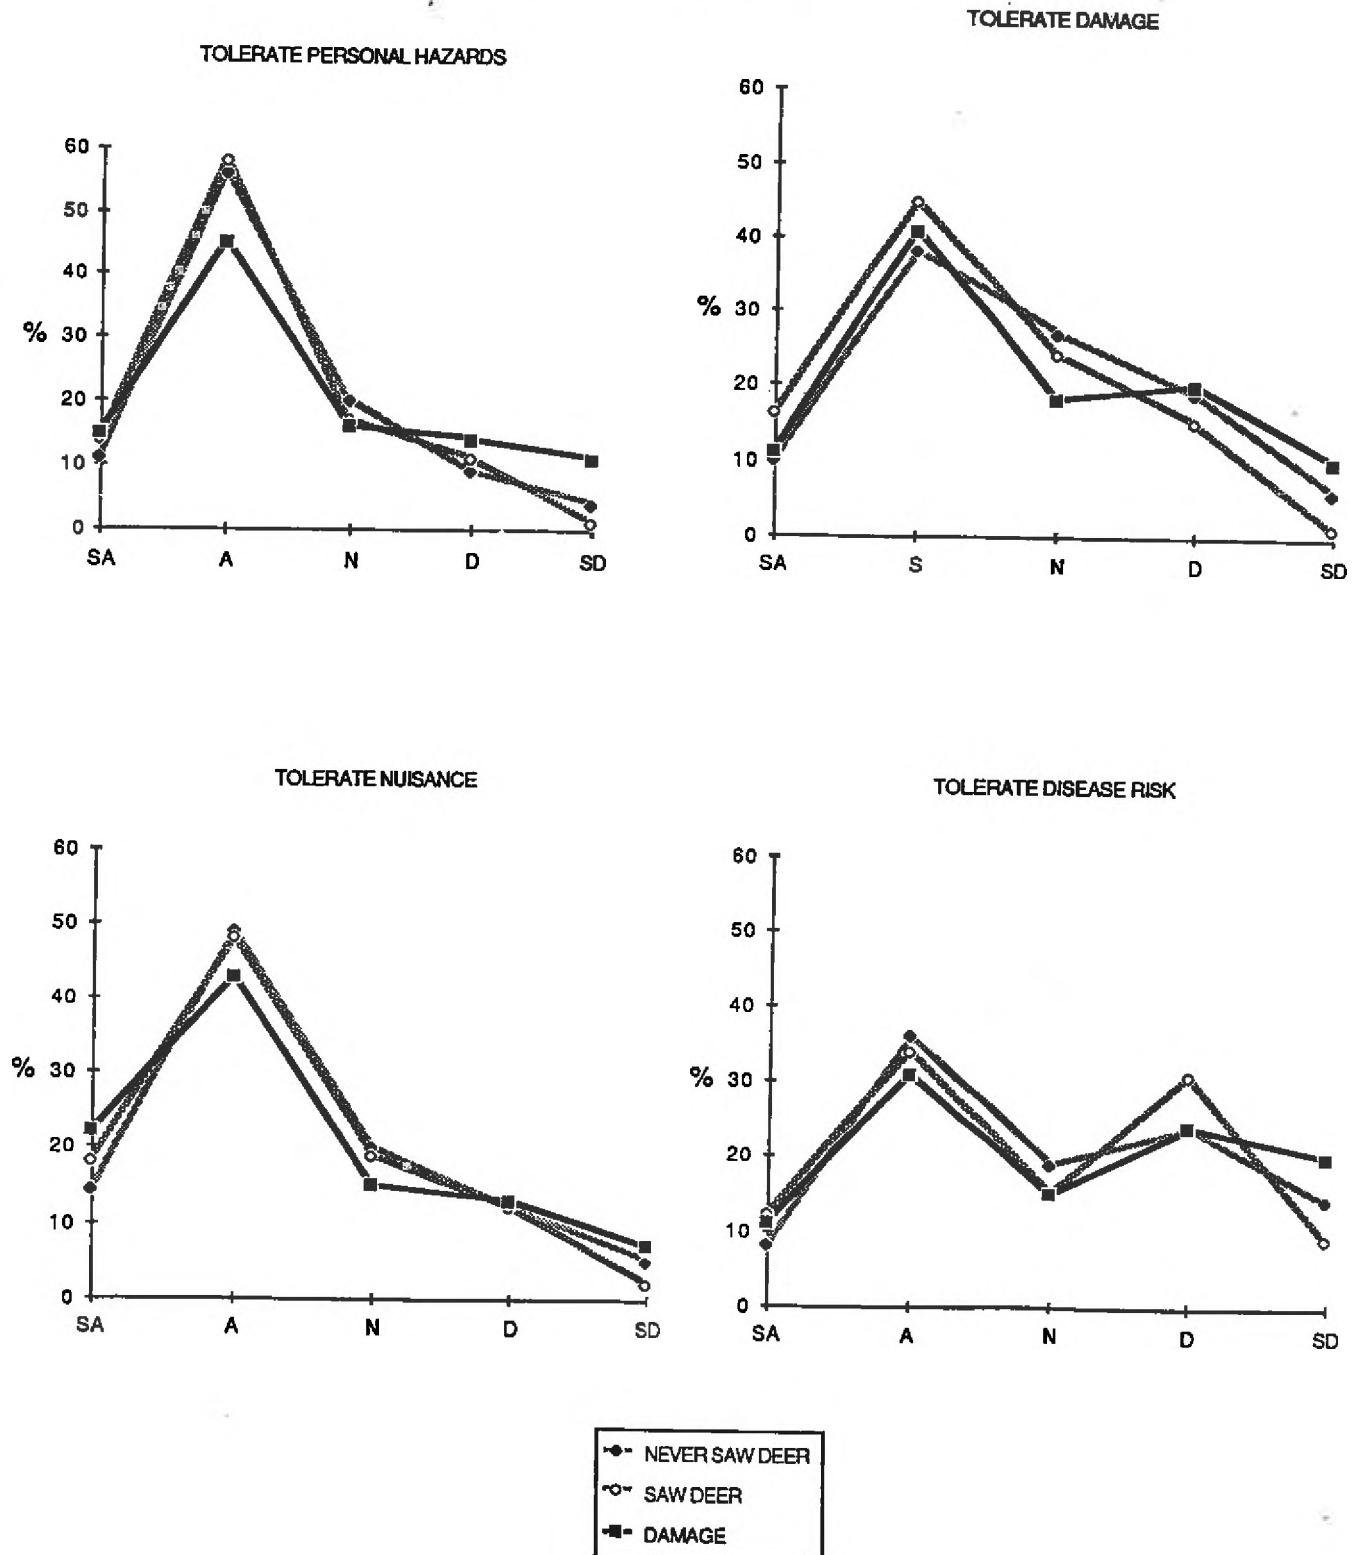 TOLERATE PERSONAL HAZARDS
60
50
40
% 30
20
10
0
SA A N D SD
TOLERATE DAMAGE
60
50
40
% 30
20
10
0
SA S N D SD
TOLERATE NUISANCE
60
50
40
% 30
20
10
0
SA A N D SD
TOLERATE DISEASE RISK
60
50
40
% 30
20
10
0
SA A N D SD
NEVER SAW DEER
SAW DEER
DAMAGE